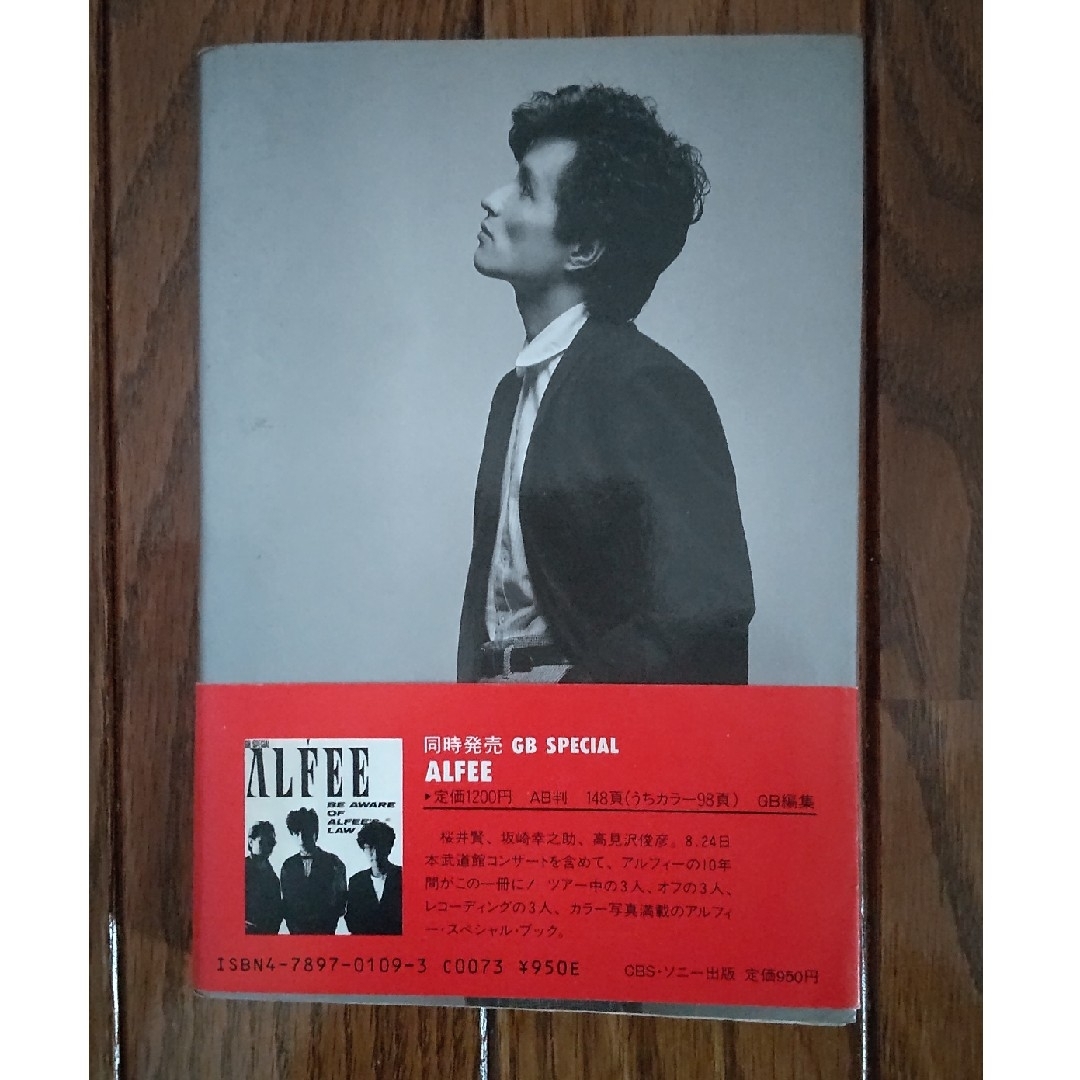 ALFEE
BE AWARE
OF
ALFEE'S
LAW
同時発売 GB SPECIAL
ALFEE
▶定価1200円 AB判 148頁(うちカラー98頁) GB編集
桜井賢、坂崎幸之助、高見沢俊彦。8.24日
本武道館コンサートを含めて、アルフィーの10年
間がこの一冊に! ツアー中の3人、オフの3人、
レコーディングの3人、カラー写真満載のアルフィ
ー・スペシャル・ブック。
ISBN4-7897-0109-3 C0073 ¥950E
CBS・ソニー出版 定価950円